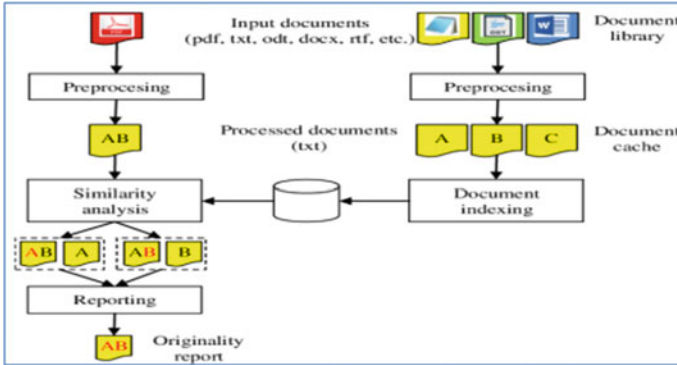 Input documents
(pdf, txt, odt, docx, rtf, etc.)
Document
library
Preprocesing
Preprocesing
AB
Processed documents
(txt)
A
B
C
Document
cache
Similarity
analysis
Document
indexing
AB
A
AB
B
Reporting
AB
Originality
report